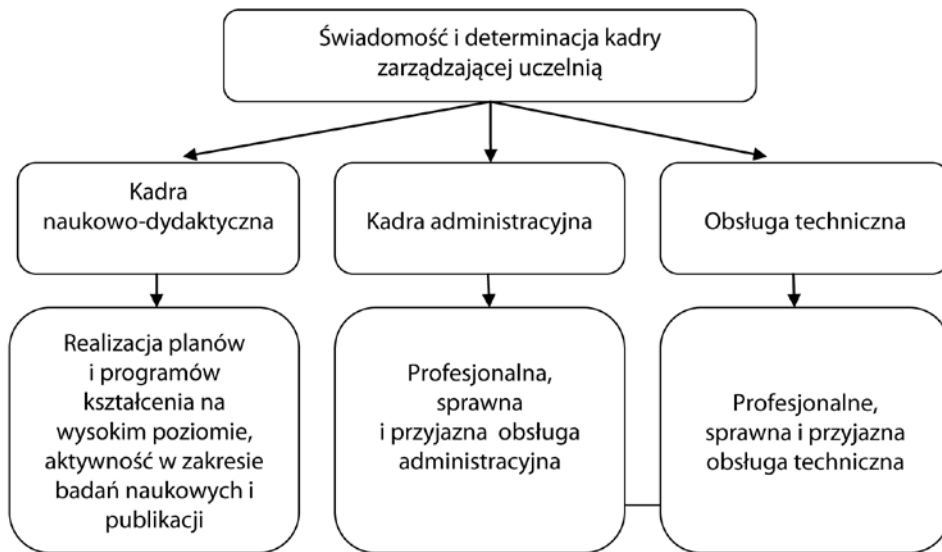 Świadomość i determinacja kadry
zarządzającej uczelnią
Kadra
naukowo-dydaktyczna
Kadra administracyjna
Obsługa techniczna
Realizacja planów
i programów
kształcenia na
wysokim poziomie,
aktywność w zakresie
badań naukowych i
publikacji
Profesjonalna,
sprawna
i przyjazna obsługa
administracyjna
Profesjonalne,
sprawna i przyjazna
obsługa techniczna